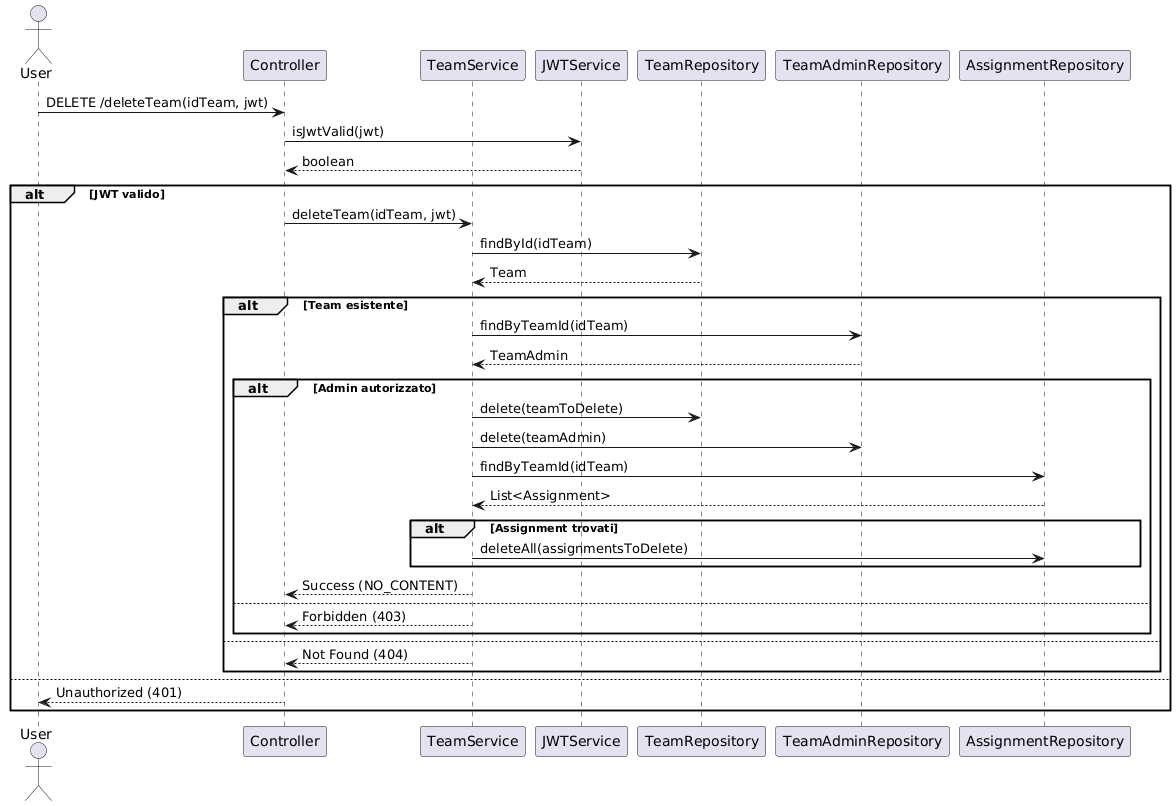 User
Controller
TeamService
JWTService
TeamRepository
TeamAdminRepository
AssignmentRepository
DELETE /deleteTeam(idTeam, jwt)
isJwtValid(jwt)
boolean
alt [JWT valido]
deleteTeam(idTeam, jwt)
findById(idTeam)
Team
alt [Team esistente]
findByTeamId(idTeam)
TeamAdmin
alt [Admin autorizzato]
delete(teamToDelete)
delete(teamAdmin)
findByTeamId(idTeam)
List<Assignment>
alt [Assignment trovati]
deleteAll(assignmentsToDelete)
Success (NO_CONTENT)
Forbidden (403)
Not Found (404)
Unauthorized (401)
User
Controller
TeamService
JWTService
TeamRepository
TeamAdminRepository
AssignmentRepository